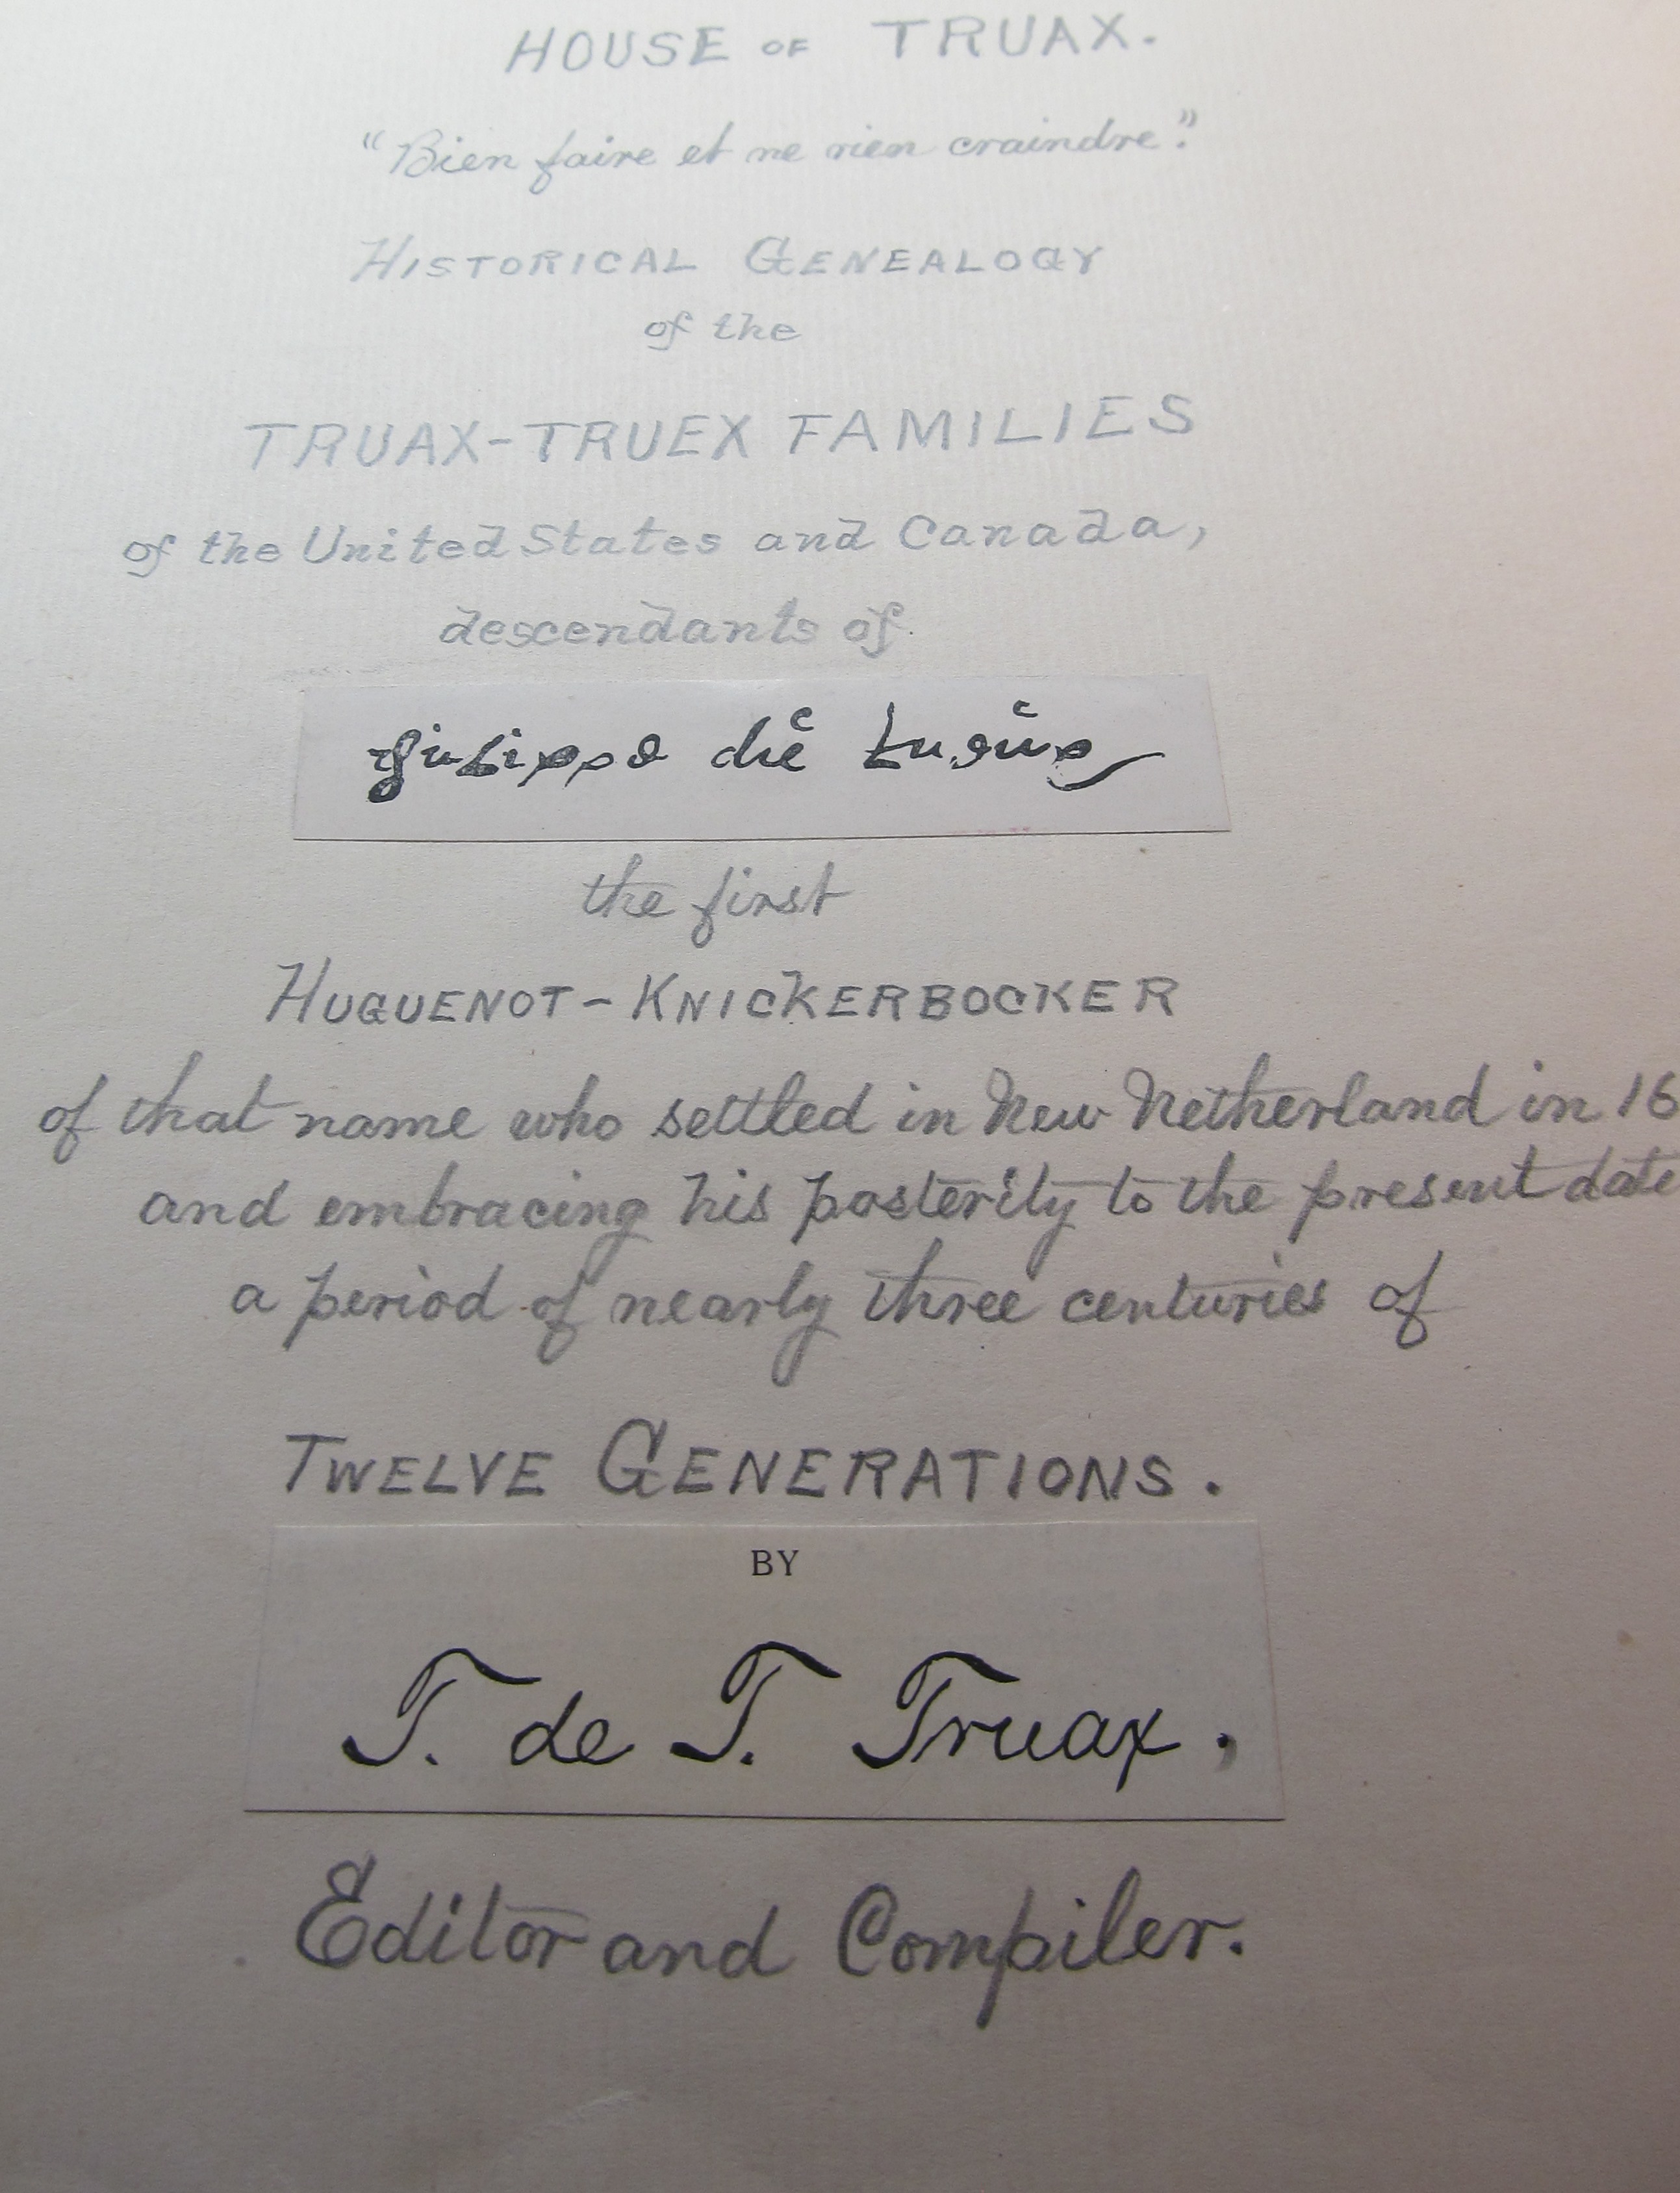 HOUSE OF TRUAX.
"Bien faire et ne rien craindre."
HISTORICAL GENEALOGY
of the
TRUAX-TRUEX FAMILIES
of the United States and Canada,
descendants of
the first
HUGUENOT-KNICKERBOCKER
of that name who settled in New Netherland in 16
and embracing his posterity to the present date
a period of nearly three centuries of
TWELVE GENERATIONS.
BY
T. de T. Truax,
Editor and Compiler.